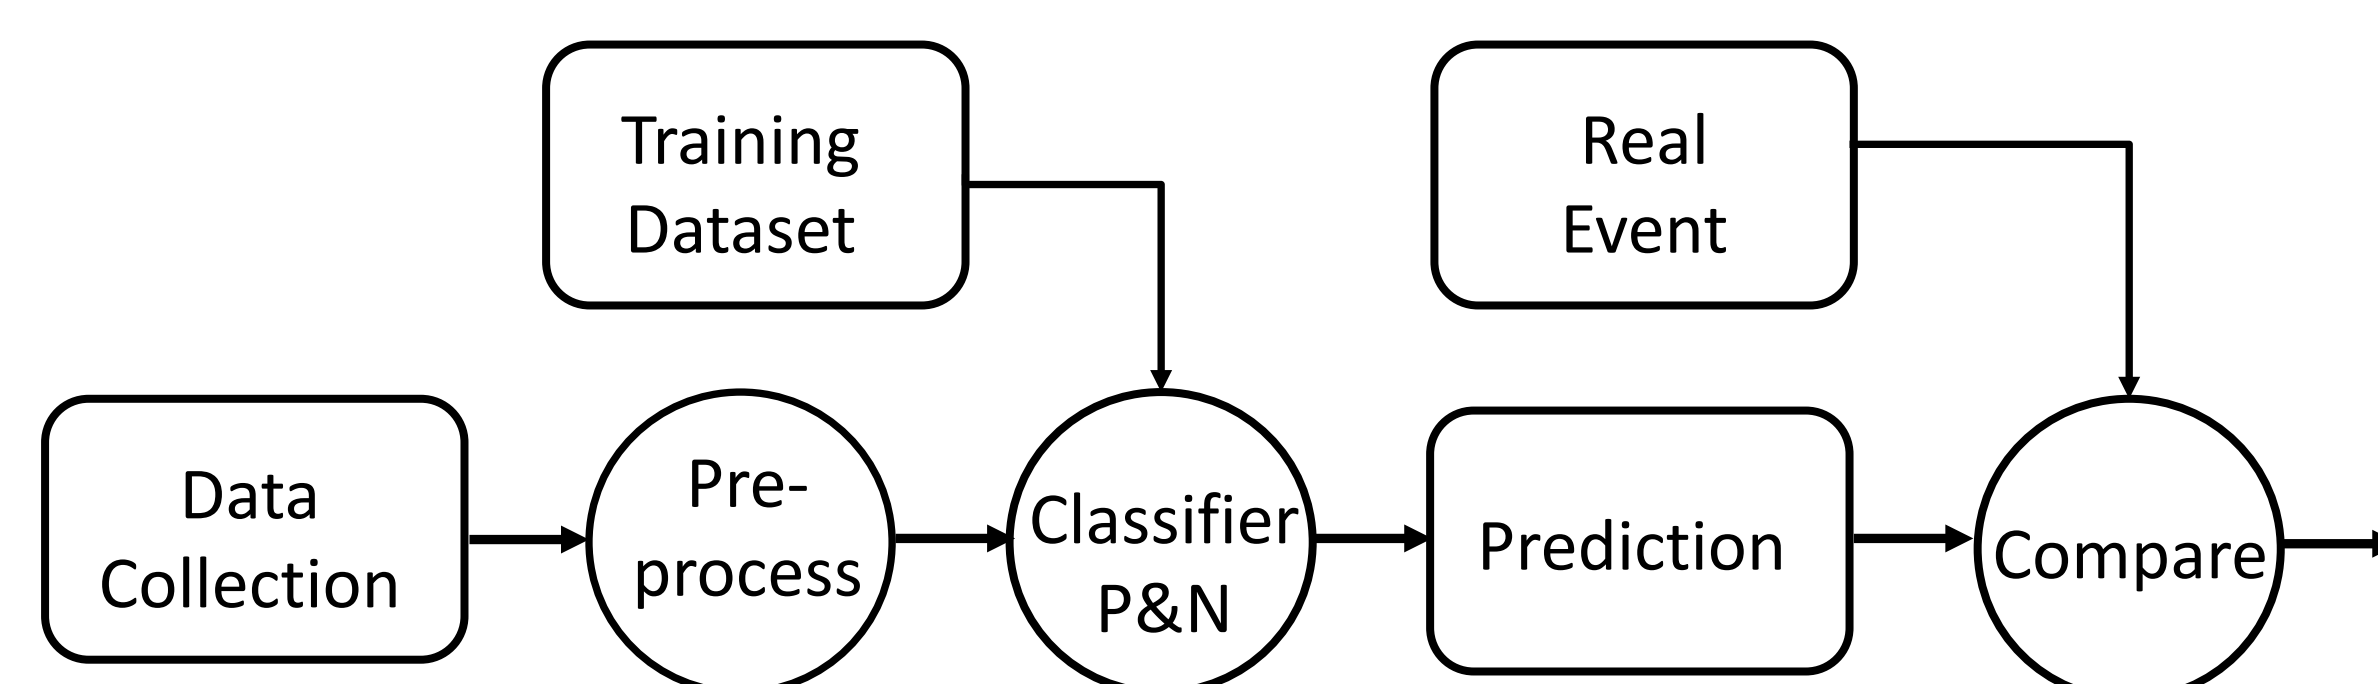 Training
Dataset
Real
Event
Data
Collection
Pre-
process
Classifier
P&N
Prediction
Compare